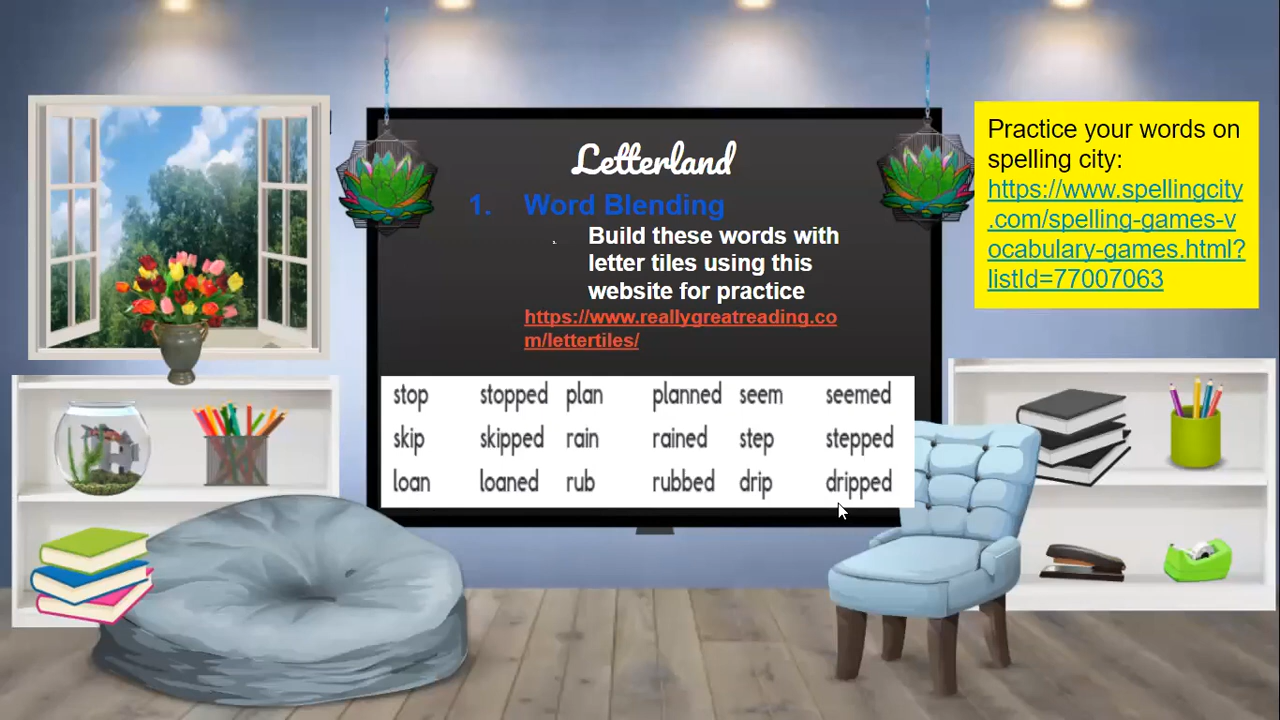 Letterland
1. Word Blending
Build these words with
letter tiles using this
website for practice
https://www.reallygreatreading.co
m/lettertiles/
stop stopped plan planned seem seemed
skip skipped rain rained step stepped
loan loaned rub rubbed drip dripped
Practice your words on
spelling city:
https://www.spellingcity
.com/spelling-games-v
ocabulary-games.html?
listId=77007063